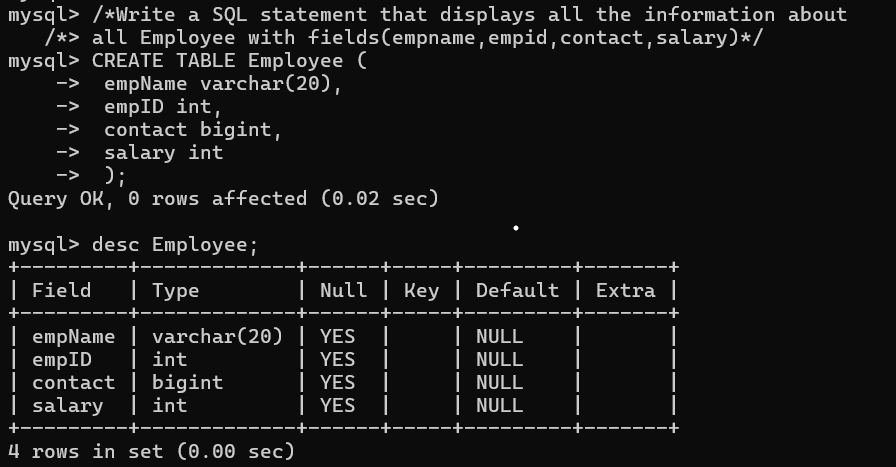 mysql> /*Write a SQL statement that displays all the information about
   /*> all Employee with fields(empname,empid,contact,salary)*/
mysql> CREATE TABLE Employee (
    ->  empName varchar(20),
    ->  empID int,
    ->  contact bigint,
    ->  salary int
    ->  );
Query OK, 0 rows affected (0.02 sec)

mysql> desc Employee;
+---------+-------------+------+-----+---------+-------+
| Field   | Type        | Null | Key | Default | Extra |
+---------+-------------+------+-----+---------+-------+
| empName | varchar(20) | YES  |     | NULL    |       |
| empID   | int         | YES  |     | NULL    |       |
| contact | bigint      | YES  |     | NULL    |       |
| salary  | int         | YES  |     | NULL    |       |
+---------+-------------+------+-----+---------+-------+
4 rows in set (0.00 sec)